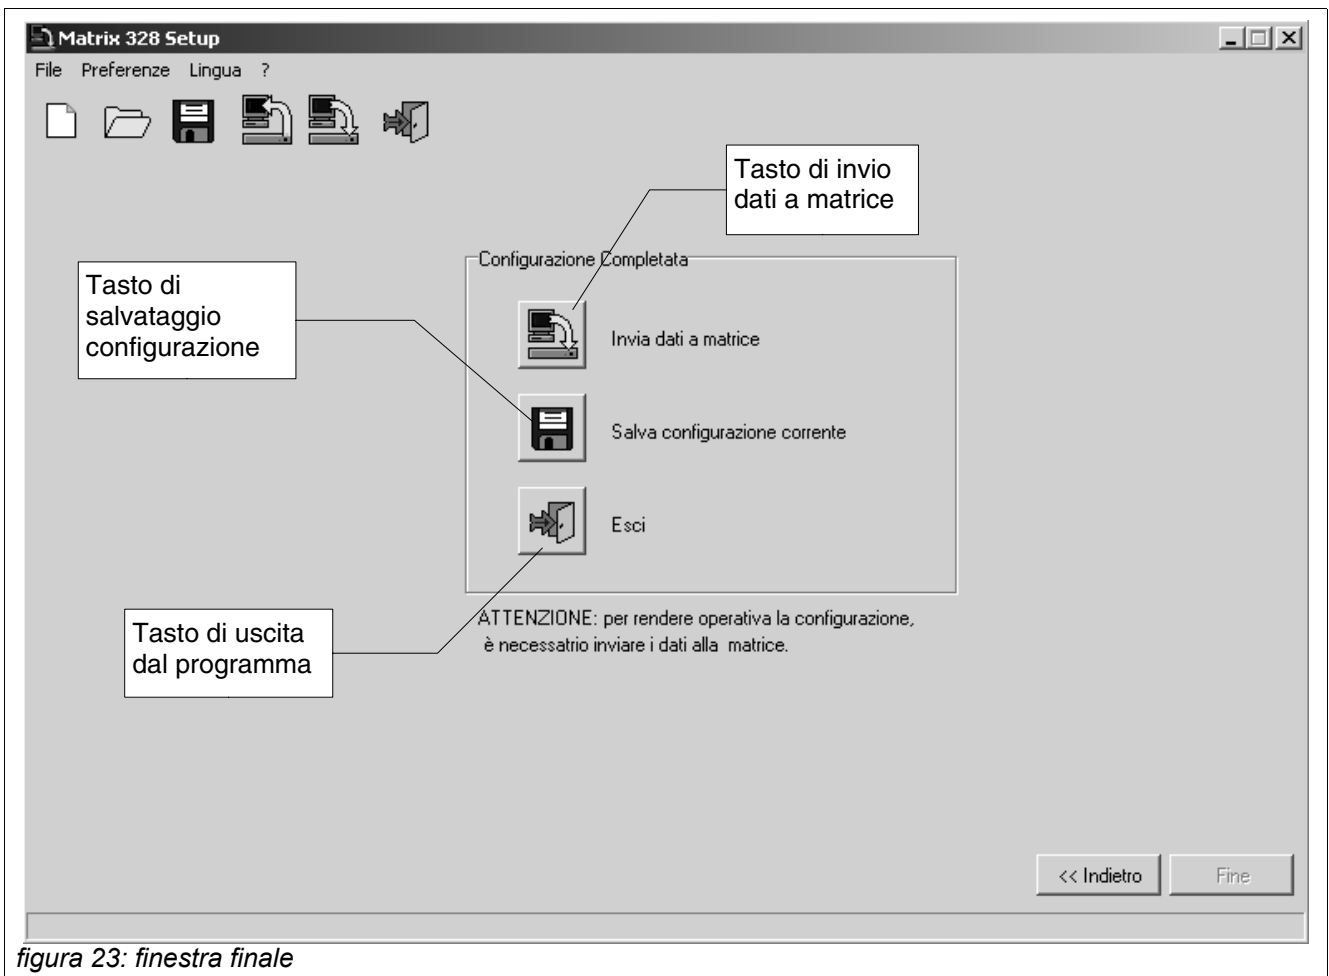 Matrix 328 Setup
File Preferenze Lingua ?
Tasto di invio
dati a matrice
Configurazione Completata
Tasto di
salvataggio
configurazione
Invia dati a matrice
Salva configurazione corrente
Esci
ATTENZIONE: per rendere operativa la configurazione,
è necessatrio inviare i dati alla matrice.
Tasto di uscita
dal programma
<< Indietro
Fine
figura 23: finestra finale